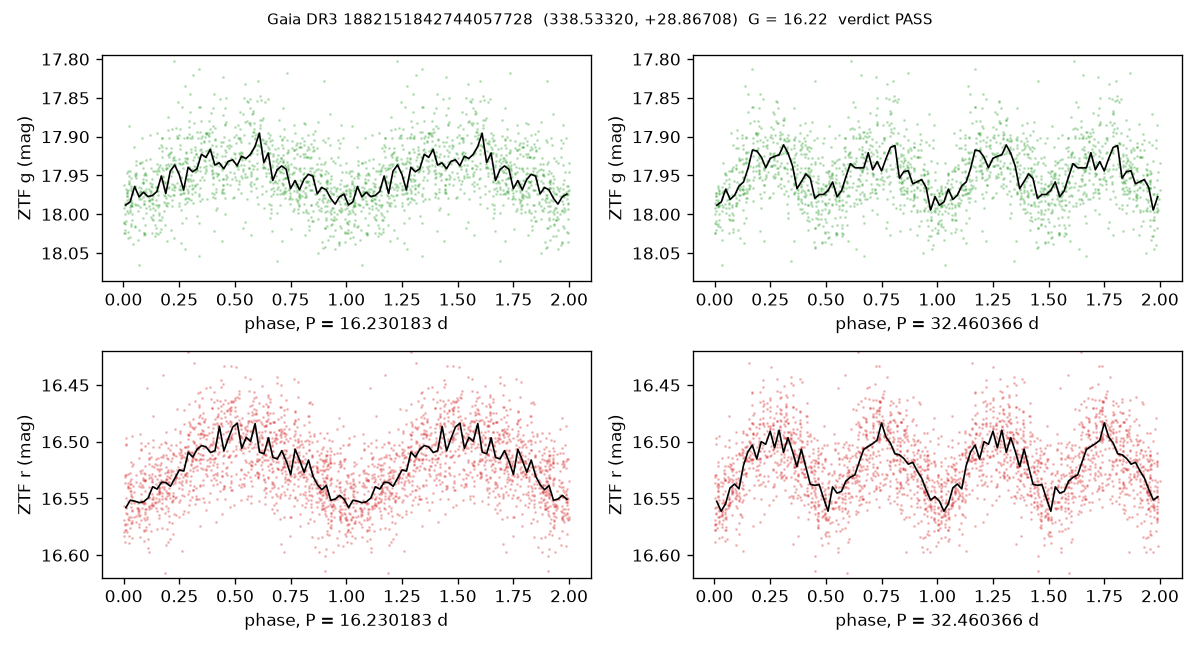 Gaia DR3 1882151842744057728 (338.53320, +28.86708) G = 16.22 verdict PASS
17.80
17.85
17.90
17.95
18.00
18.05
ZTF g (mag)
0.00 0.25 0.50 0.75 1.00 1.25 1.50 1.75 2.00
phase, P = 16.230183 d
17.80
17.85
17.90
17.95
18.00
18.05
ZTF g (mag)
0.00 0.25 0.50 0.75 1.00 1.25 1.50 1.75 2.00
phase, P = 32.460366 d
16.45
16.50
16.55
16.60
ZTF r (mag)
0.00 0.25 0.50 0.75 1.00 1.25 1.50 1.75 2.00
phase, P = 16.230183 d
16.45
16.50
16.55
16.60
ZTF r (mag)
0.00 0.25 0.50 0.75 1.00 1.25 1.50 1.75 2.00
phase, P = 32.460366 d